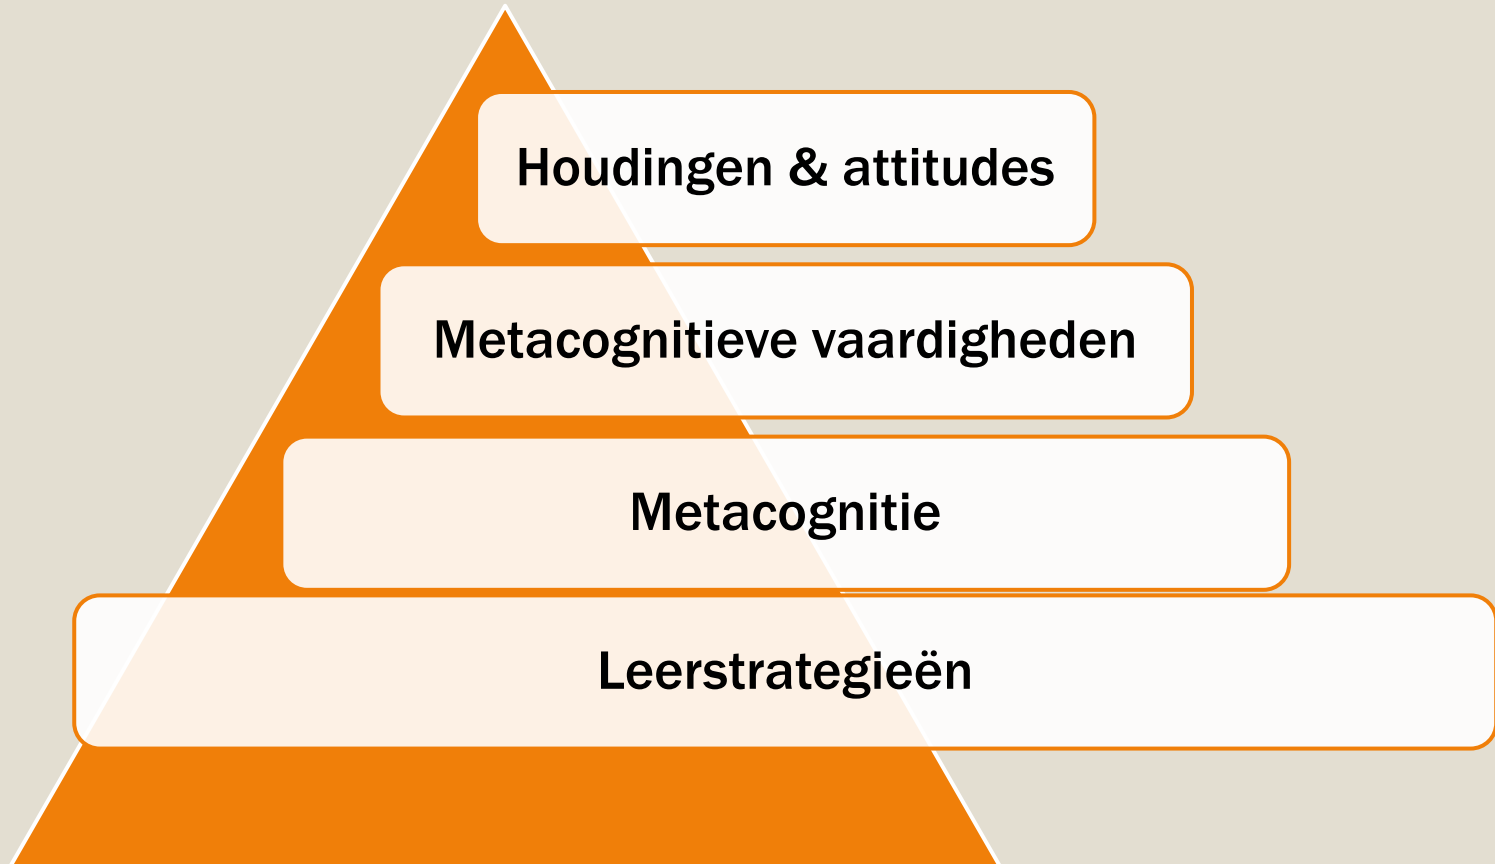 Houdingen & attitudes
Metacognitieve vaardigheden
Metacognitie
Leerstrategieën